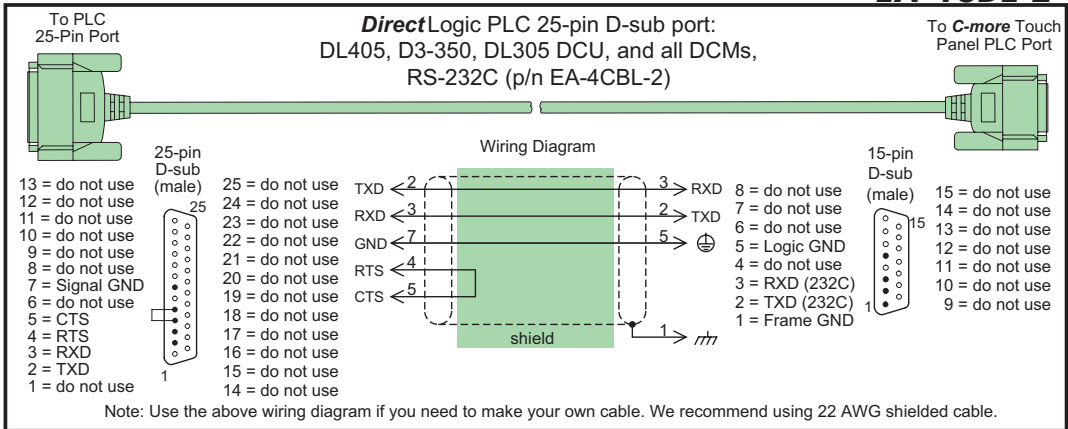 To PLC
25-Pin Port
DirectLogic PLC 25-pin D-sub port:
DL405, D3-350, DL305 DCU, and all DCMs,
RS-232C (p/n EA-4CBL-2)
To C-more Touch
Panel PLC Port
25-pin
D-sub
(male)
13 = do not use
12 = do not use
11 = do not use
10 = do not use
9 = do not use
8 = do not use
7 = Signal GND
6 = do not use
5 = CTS
4 = RTS
3 = RXD
2 = TXD
1 = do not use
25
1
25 = do not use
24 = do not use
23 = do not use
22 = do not use
21 = do not use
20 = do not use
19 = do not use
18 = do not use
17 = do not use
16 = do not use
15 = do not use
14 = do not use
Wiring Diagram
TXD 2 3 RXD
RXD 3 2 TXD
GND 7 5
RTS 4
CTS 5
shield
1
8 = do not use
7 = do not use
6 = do not use
5 = Logic GND
4 = do not use
3 = RXD (232C)
2 = TXD (232C)
1 = Frame GND
15-pin
D-sub
(male)
15
1
15 = do not use
14 = do not use
13 = do not use
12 = do not use
11 = do not use
10 = do not use
9 = do not use
Note: Use the above wiring diagram if you need to make your own cable. We recommend using 22 AWG shielded cable.